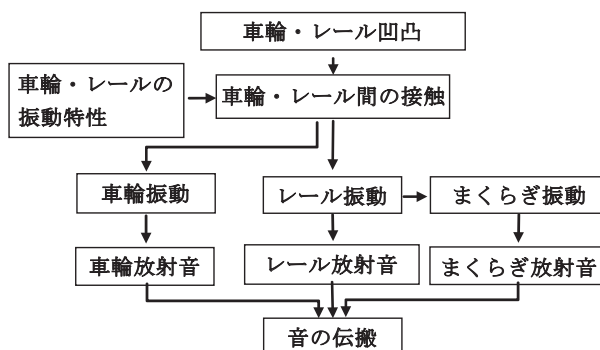 車輪・レール凹凸
車輪・レールの
振動特性
車輪・レール間の接触
車輪振動
レール振動
まくらぎ振動
車輪放射音
レール放射音
まくらぎ放射音
音の伝搬